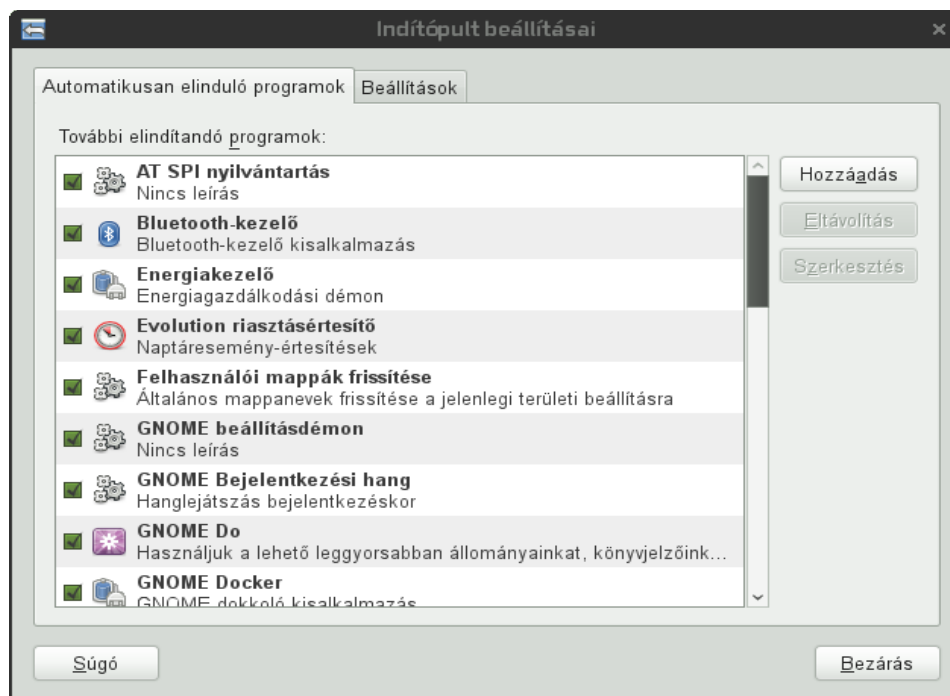 Indítópult beállításai
Automatikusan elinduló programok
Beállítások
További elindítandó programok:
AT SPI nyilvántartás
Nincs leírás
Bluetooth-kezelő
Bluetooth-kezelő kisalkalmazás
Energiakezelő
Energiagazdálkodási démon
Evolution riasztásértesítő
Naptáresemény-értesítések
Felhasználói mappák frissítése
Általános mappanevek frissítése a jelenlegi területi beállításra
GNOME beállításdémon
Nincs leírás
GNOME Bejelentkezési hang
Hanglejátszás bejelentkezéskor
GNOME Do
Használjuk a lehető leggyorsabban állományainkat, könyvjelzőink...
GNOME Docker
GNOME dokkoló kisalkalmazás
Hozzáadás
Eltávolítás
Szerkesztés
Súgó
Bezárás